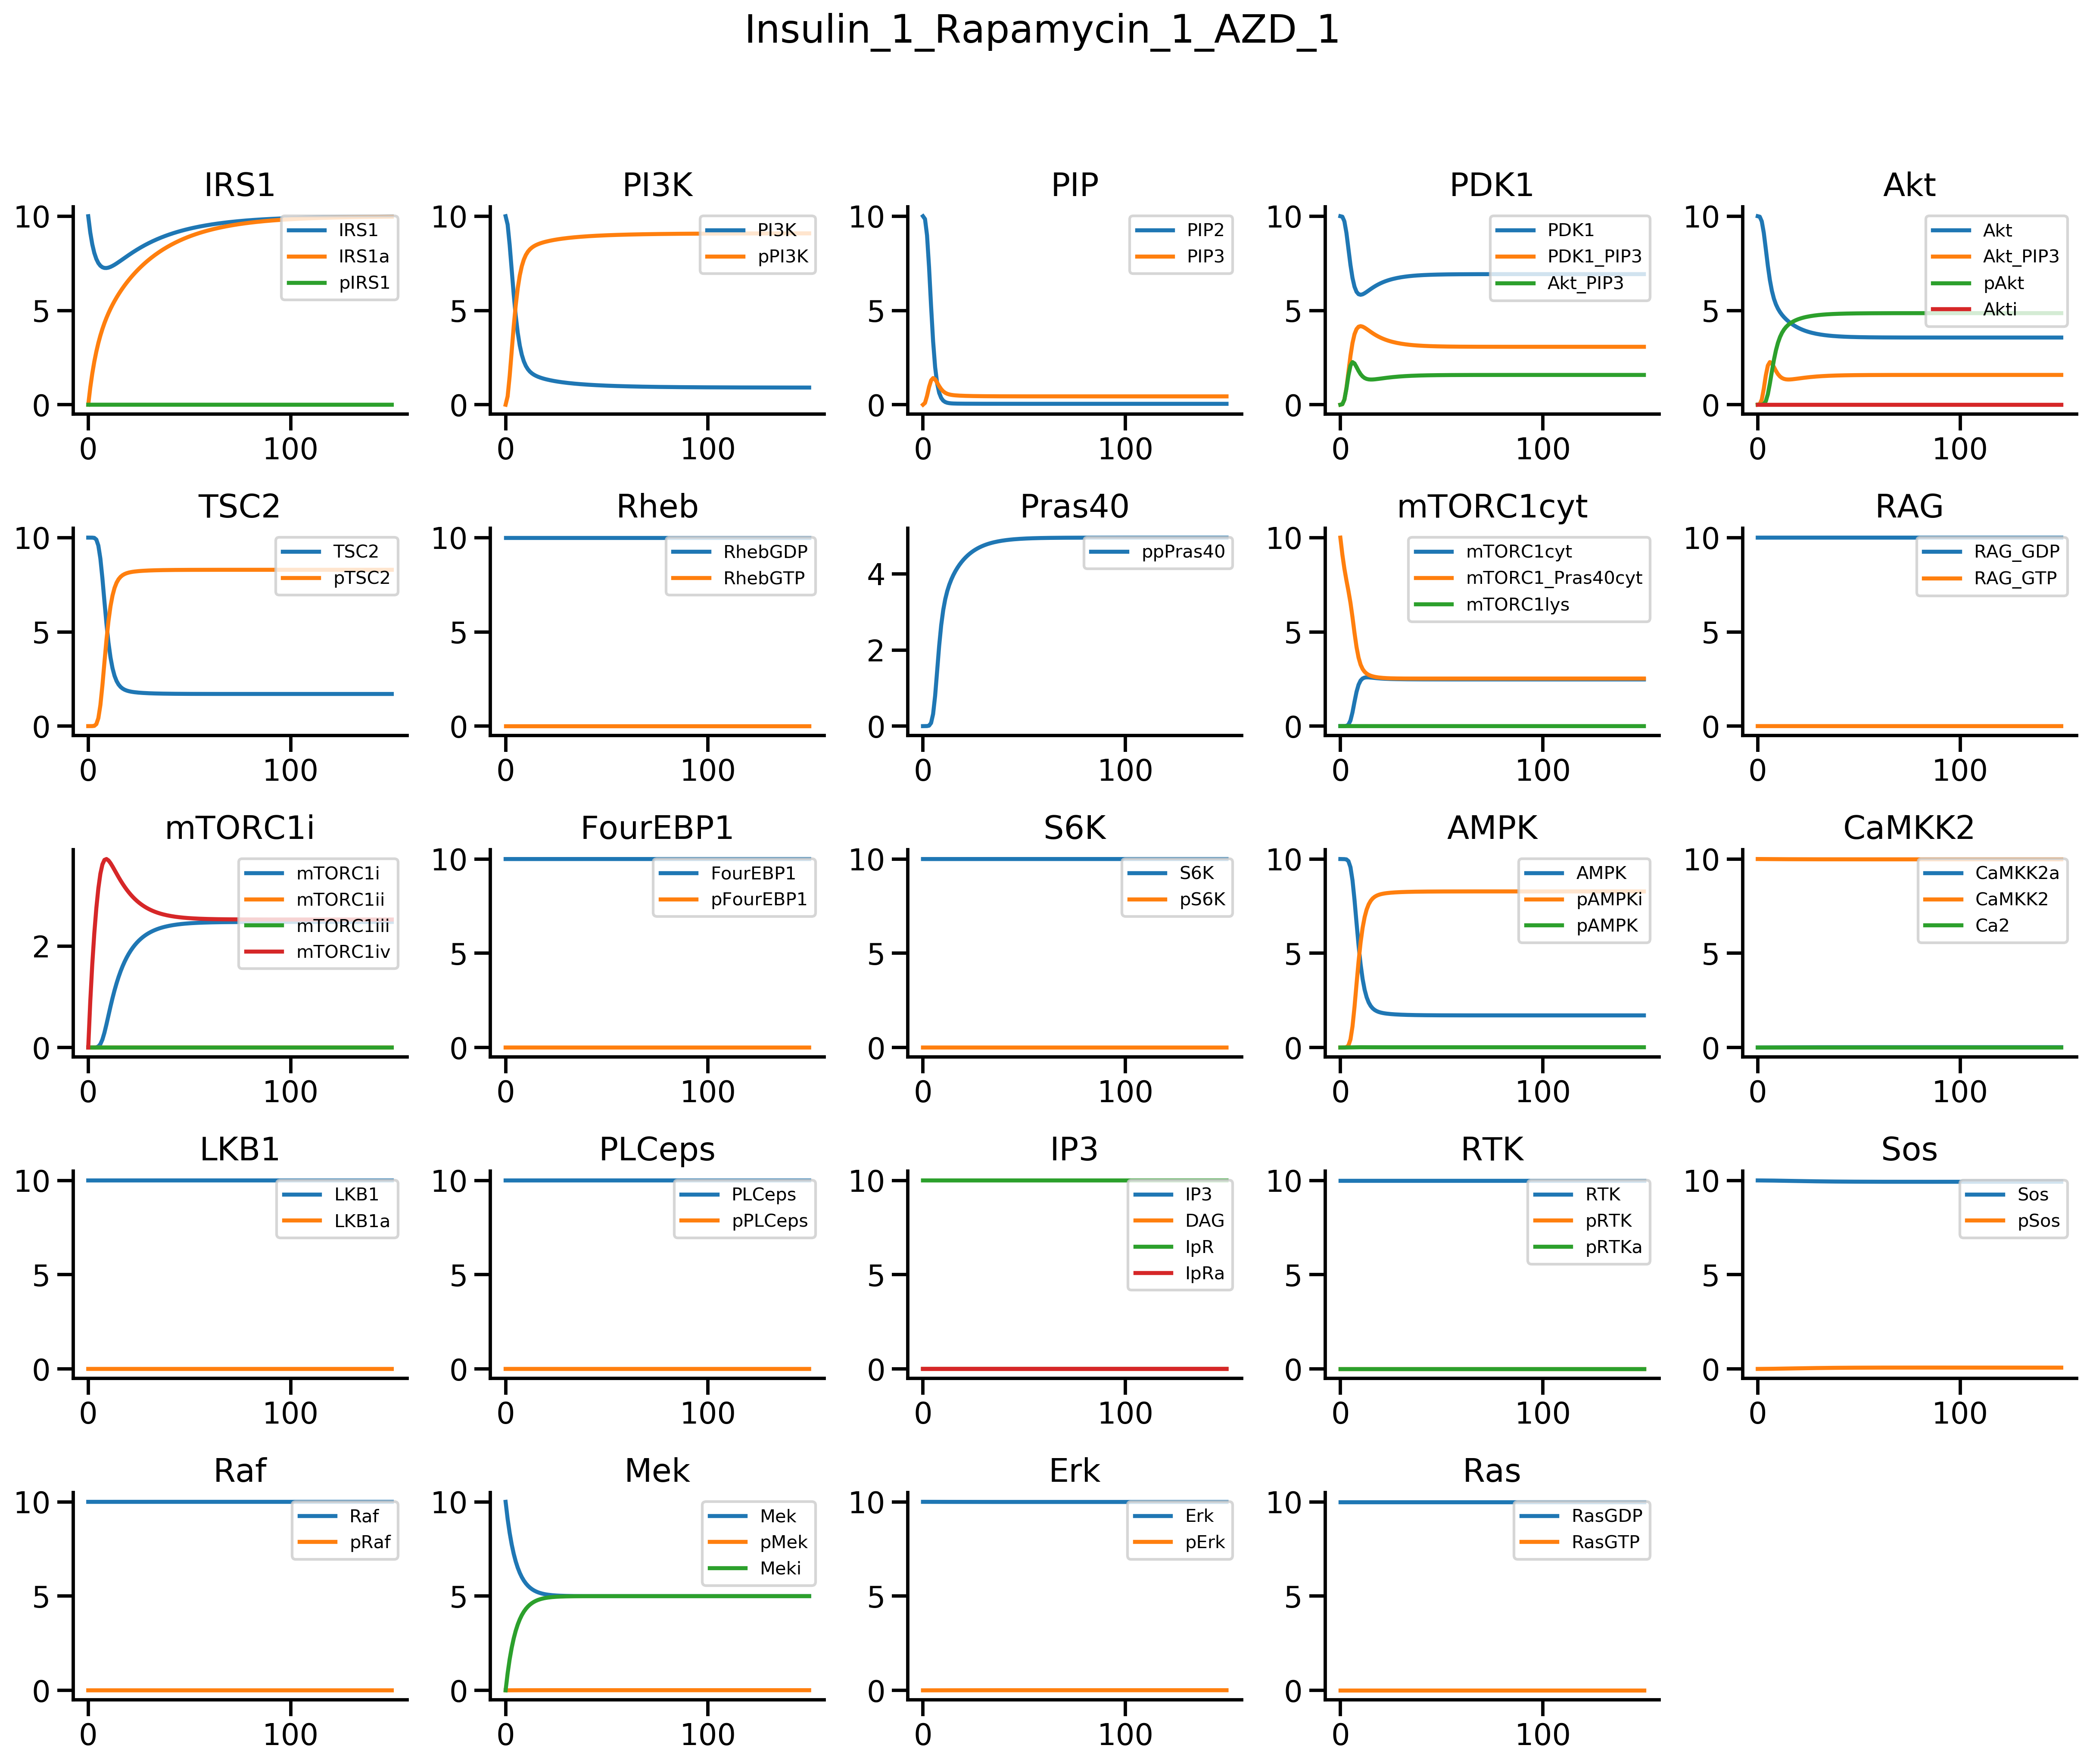 Insulin_1_Rapamycin_1_AZD_1
IRS1
10
5
0
0
100
IRS1
IRS1a
pIRS1
PI3K
10
5
0
0
100
PI3K
pPI3K
PIP
10
5
0
0
100
PIP2
PIP3
PDK1
10
5
0
0
100
PDK1
PDK1_PIP3
Akt_PIP3
Akt
10
5
0
0
100
Akt
Akt_PIP3
pAkt
Akti
TSC2
10
5
0
0
100
TSC2
pTSC2
Rheb
10
5
0
0
100
RhebGDP
RhebGTP
Pras40
4
2
0
0
100
ppPras40
mTORC1cyt
10
5
0
0
100
mTORC1cyt
mTORC1_Pras40cyt
mTORC1lys
RAG
10
5
0
0
100
RAG_GDP
RAG_GTP
mTORC1i
2
0
0
100
mTORC1i
mTORC1ii
mTORC1iii
mTORC1iv
FourEBP1
10
5
0
0
100
FourEBP1
pFourEBP1
S6K
10
5
0
0
100
S6K
pS6K
AMPK
10
5
0
0
100
AMPK
pAMPKi
pAMPK
CaMKK2
10
5
0
0
100
CaMKK2a
CaMKK2
Ca2
LKB1
10
5
0
0
100
LKB1
LKB1a
PLCeps
10
5
0
0
100
PLCeps
pPLCeps
IP3
10
5
0
0
100
IP3
DAG
IpR
IpRa
RTK
10
5
0
0
100
RTK
pRTK
pRTKa
Sos
10
5
0
0
100
Sos
pSos
Raf
10
5
0
0
100
Raf
pRaf
Mek
10
5
0
0
100
Mek
pMek
Meki
Erk
10
5
0
0
100
Erk
pErk
Ras
10
5
0
0
100
RasGDP
RasGTP